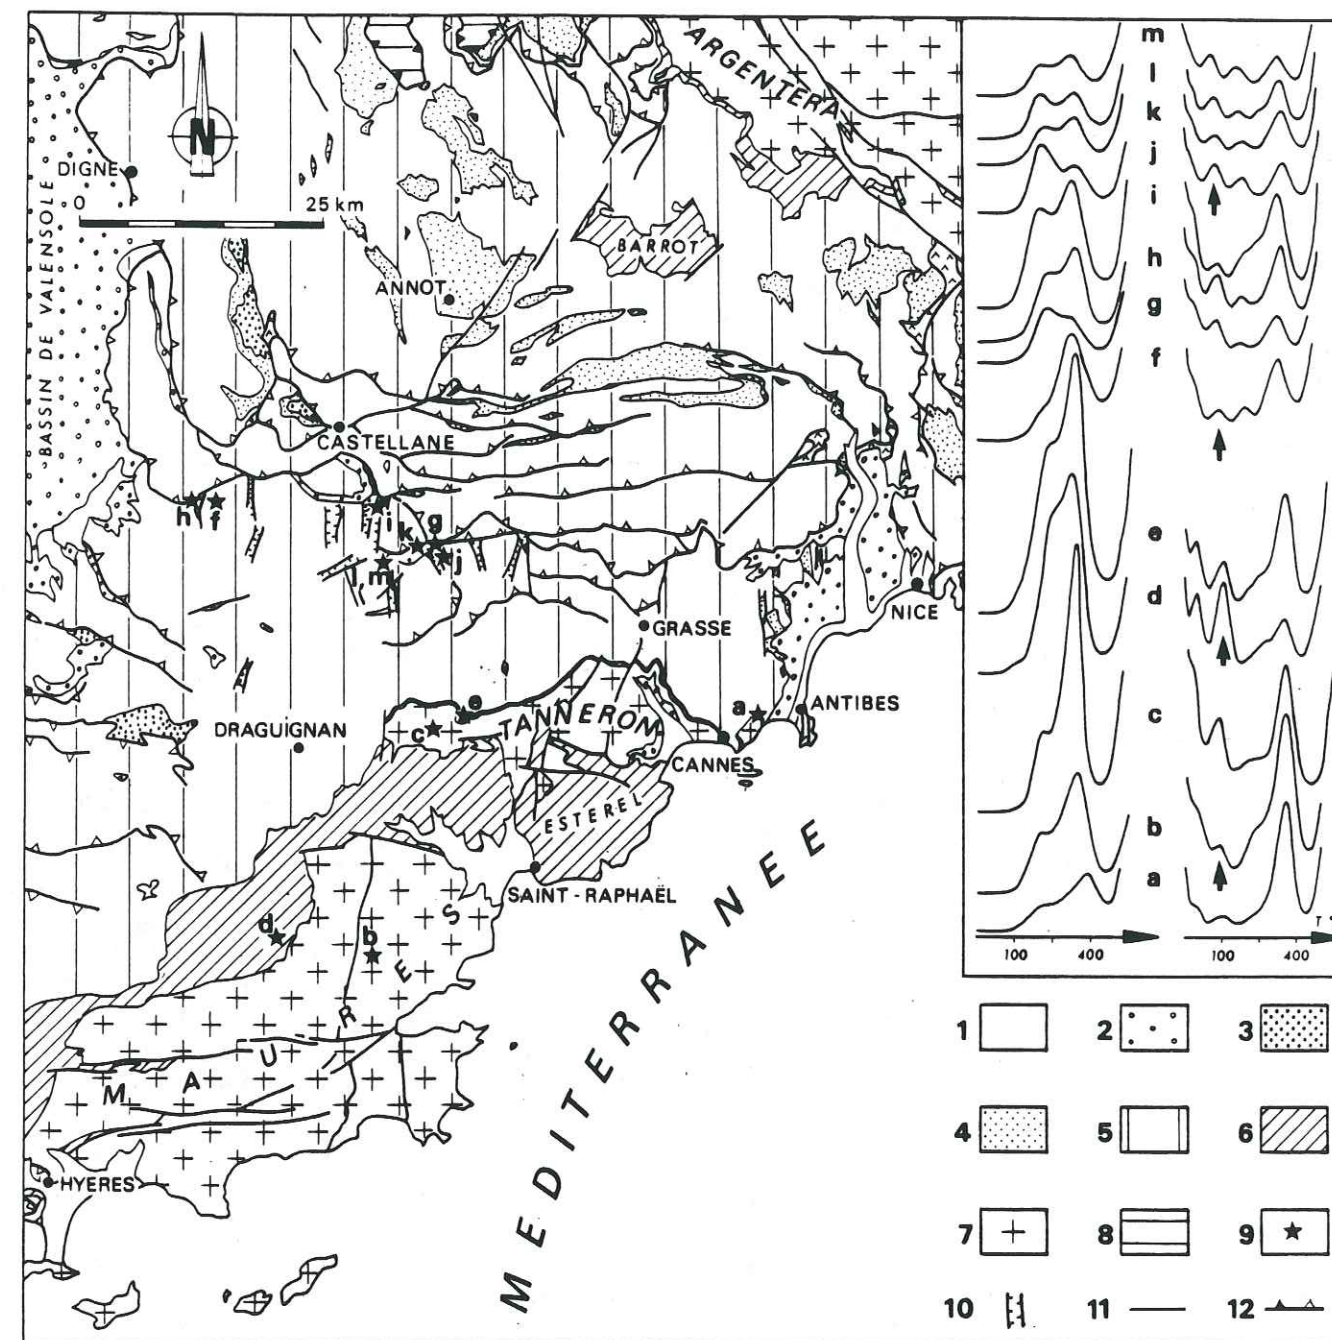 ARGENTERA
N
DIGNE
0 25 km
BASSIN DE VALENSOLE
BARROT
ANNOT
CASTELLANE
h f
i
k g
l m j
NICE
GRASSE
ANTIBES
a
e
c
TANNERON
DRAGUIGNAN
CANNES
ESTEREL
SAINT-RAPHAËL
d
b
MAURES
HYERES
MEDITERRANEE
m
l
k
j
i
h
g
f
e
d
c
b
a
T°
100 400
100 400
1 2 3
4 5 6
7 8 9
10 11 12